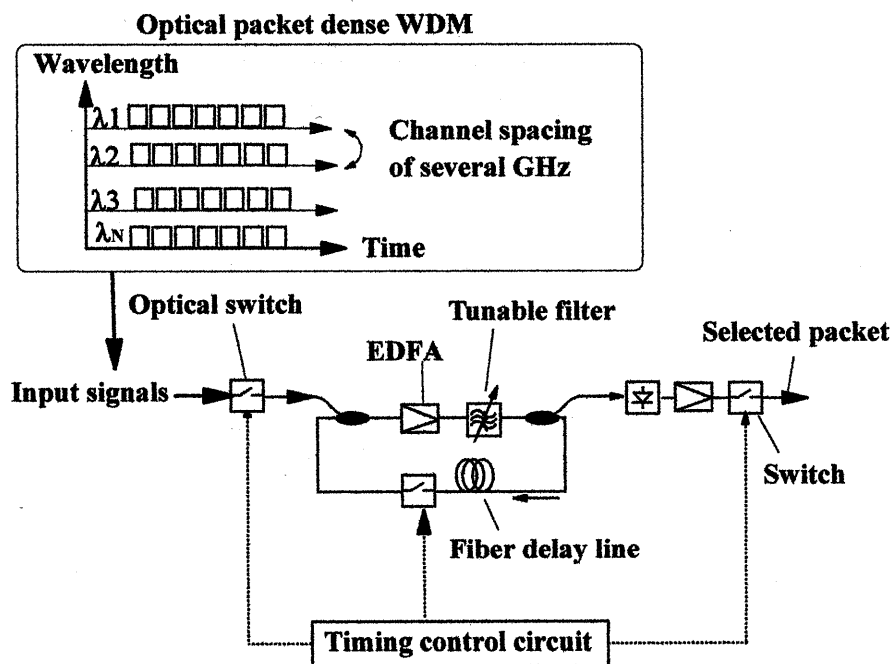 Optical packet dense WDM
Wavelength
λ1
λ2
λ3
λN
Channel spacing
of several GHz
Time
Optical switch
Tunable filter
EDFA
Selected packet
Input signals
Switch
Fiber delay line
Timing control circuit